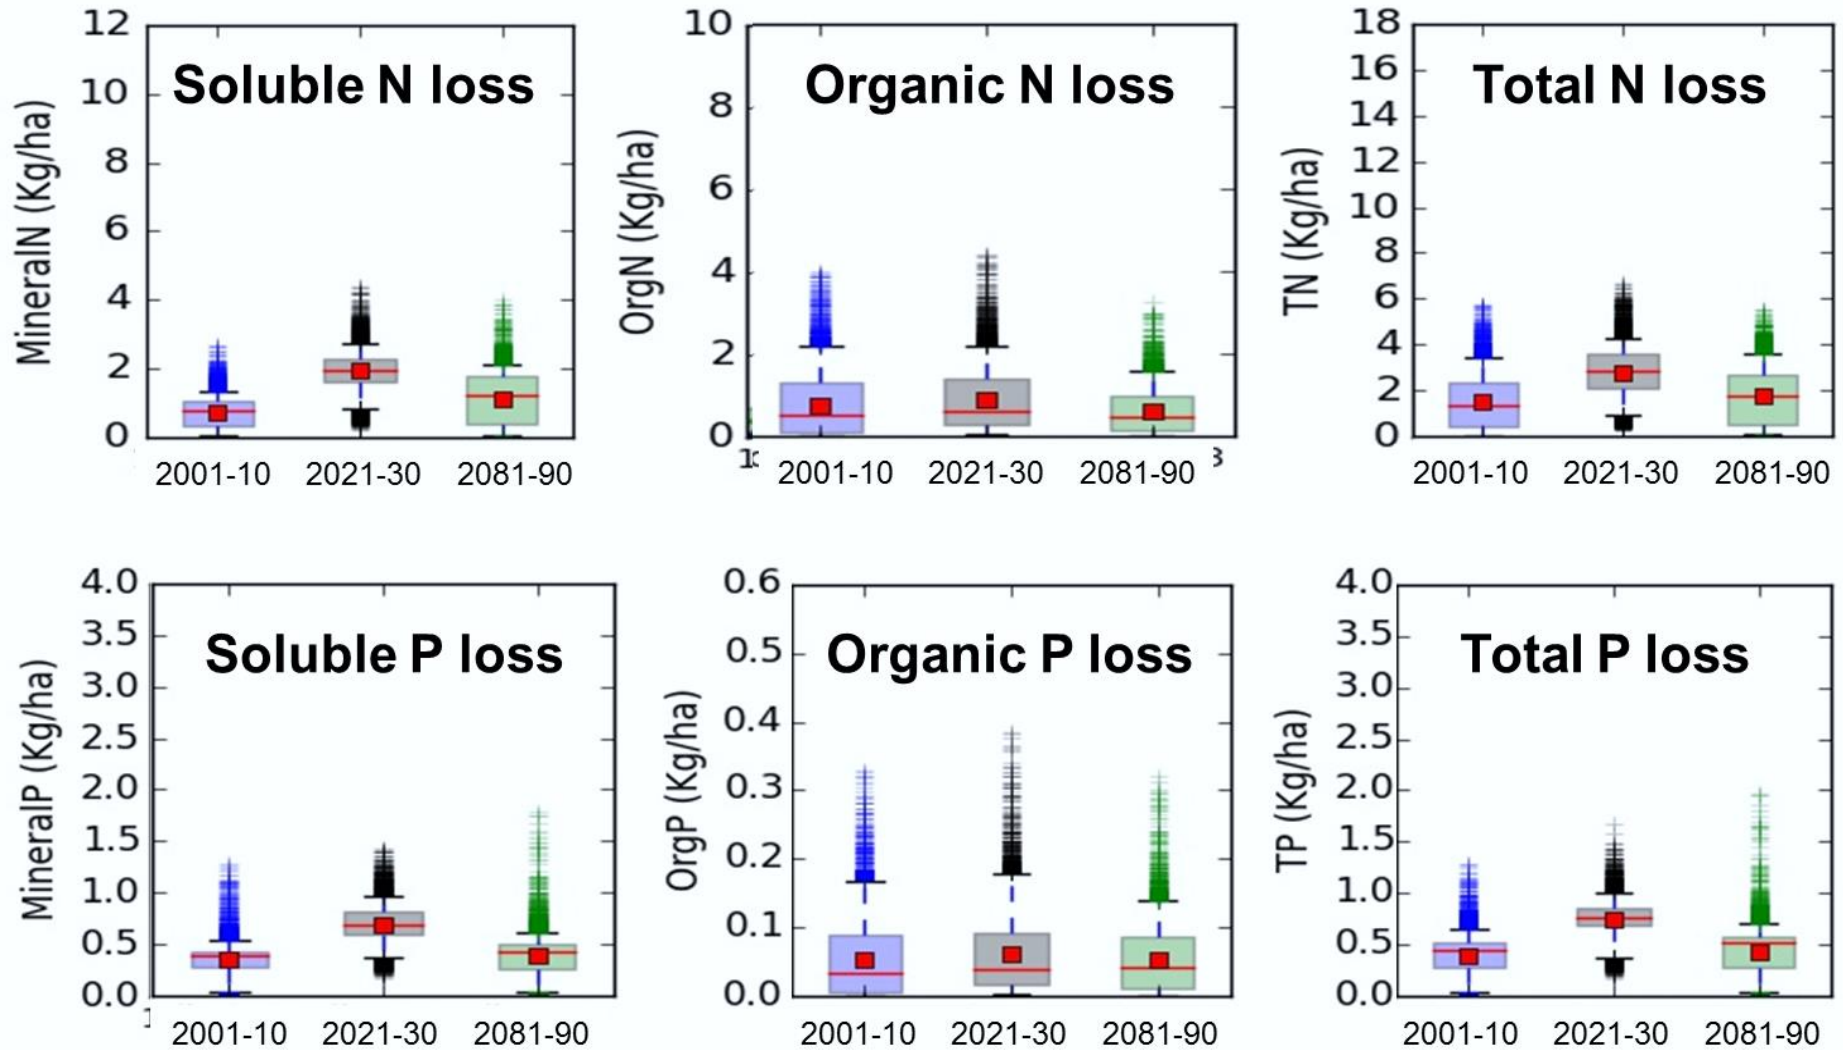 Soluble N loss
MineralN (Kg/ha)
12
10
8
6
4
2
0
2001-10 2021-30 2081-90
Organic N loss
OrgN (Kg/ha)
10
8
6
4
2
0
2001-10 2021-30 2081-90
Total N loss
TN (Kg/ha)
18
16
14
12
10
8
6
4
2
0
2001-10 2021-30 2081-90
Soluble P loss
MineralP (Kg/ha)
4.0
3.5
3.0
2.5
2.0
1.5
1.0
0.5
0.0
2001-10 2021-30 2081-90
Organic P loss
OrgP (Kg/ha)
0.6
0.5
0.4
0.3
0.2
0.1
0.0
2001-10 2021-30 2081-90
Total P loss
TP (Kg/ha)
4.0
3.5
3.0
2.5
2.0
1.5
1.0
0.5
0.0
2001-10 2021-30 2081-90